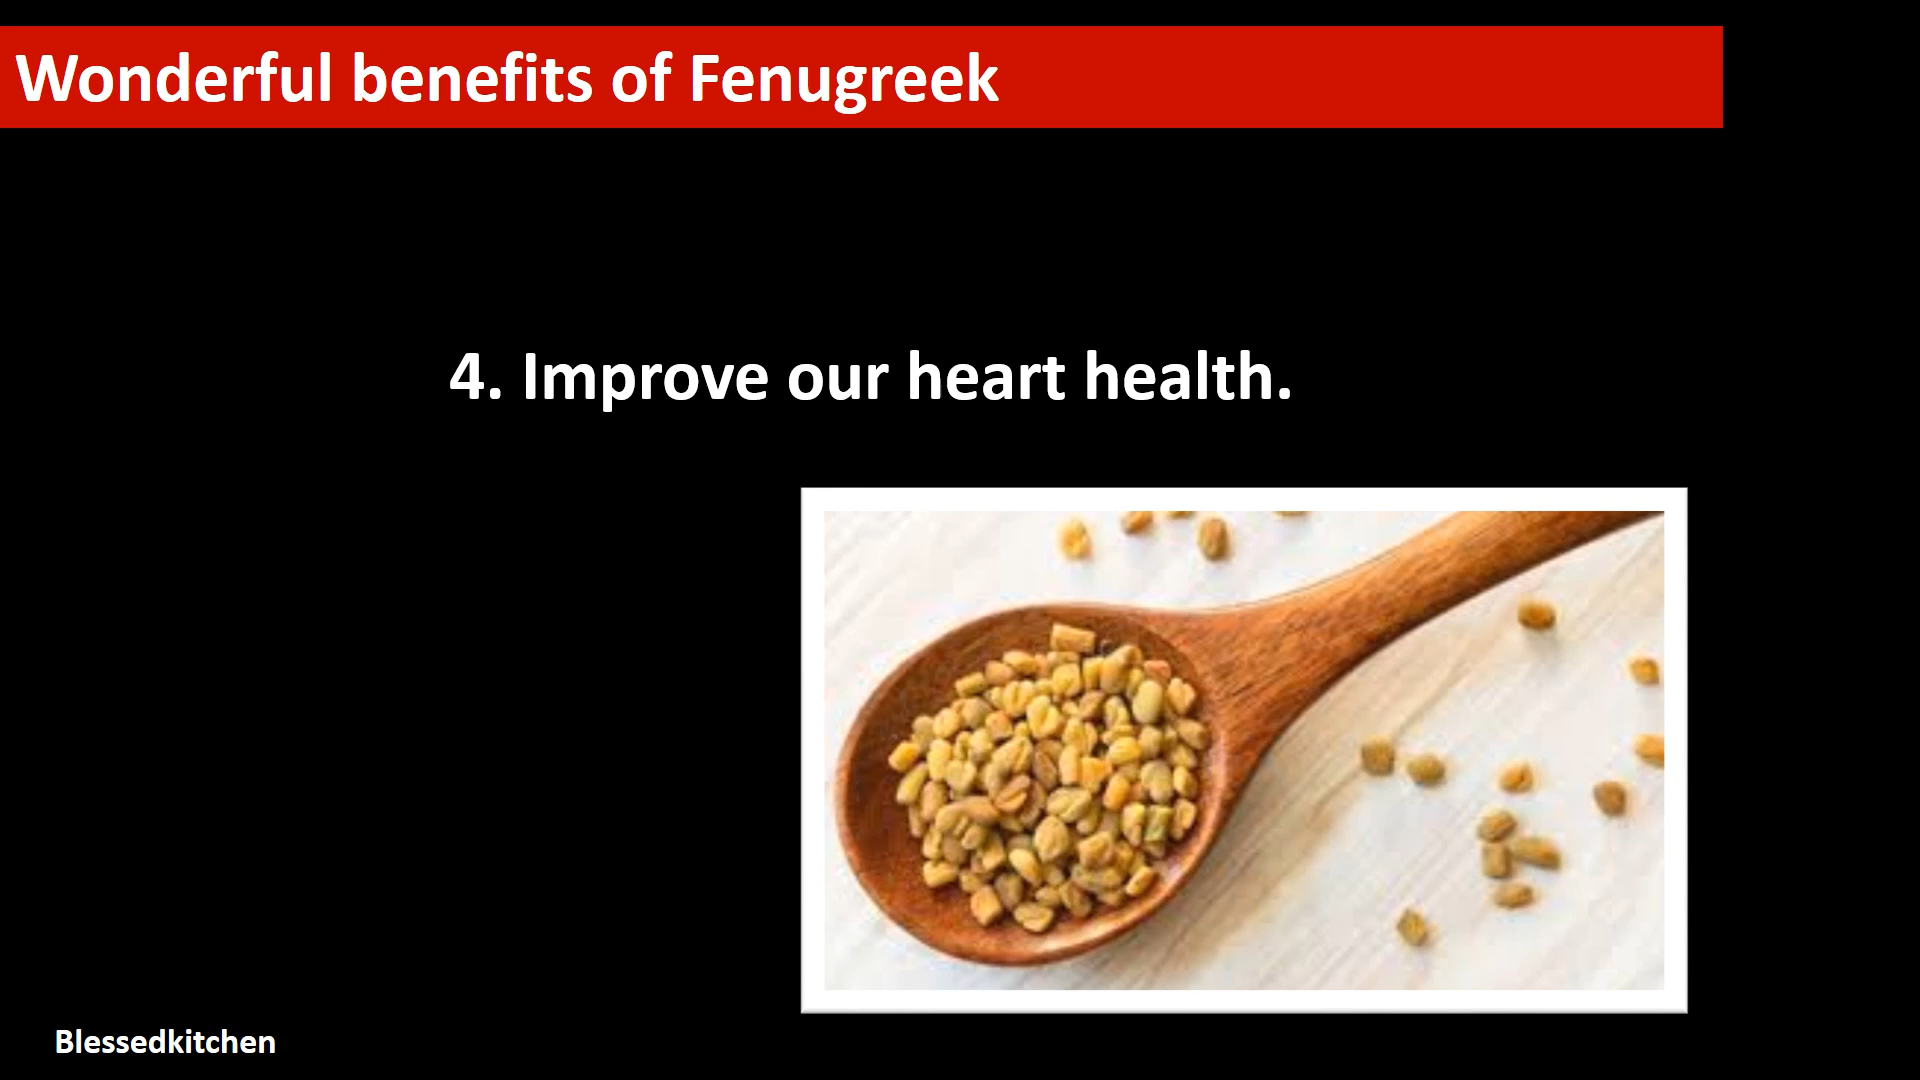 Wonderful benefits of Fenugreek
4. Improve our heart health.
Blessedkitchen